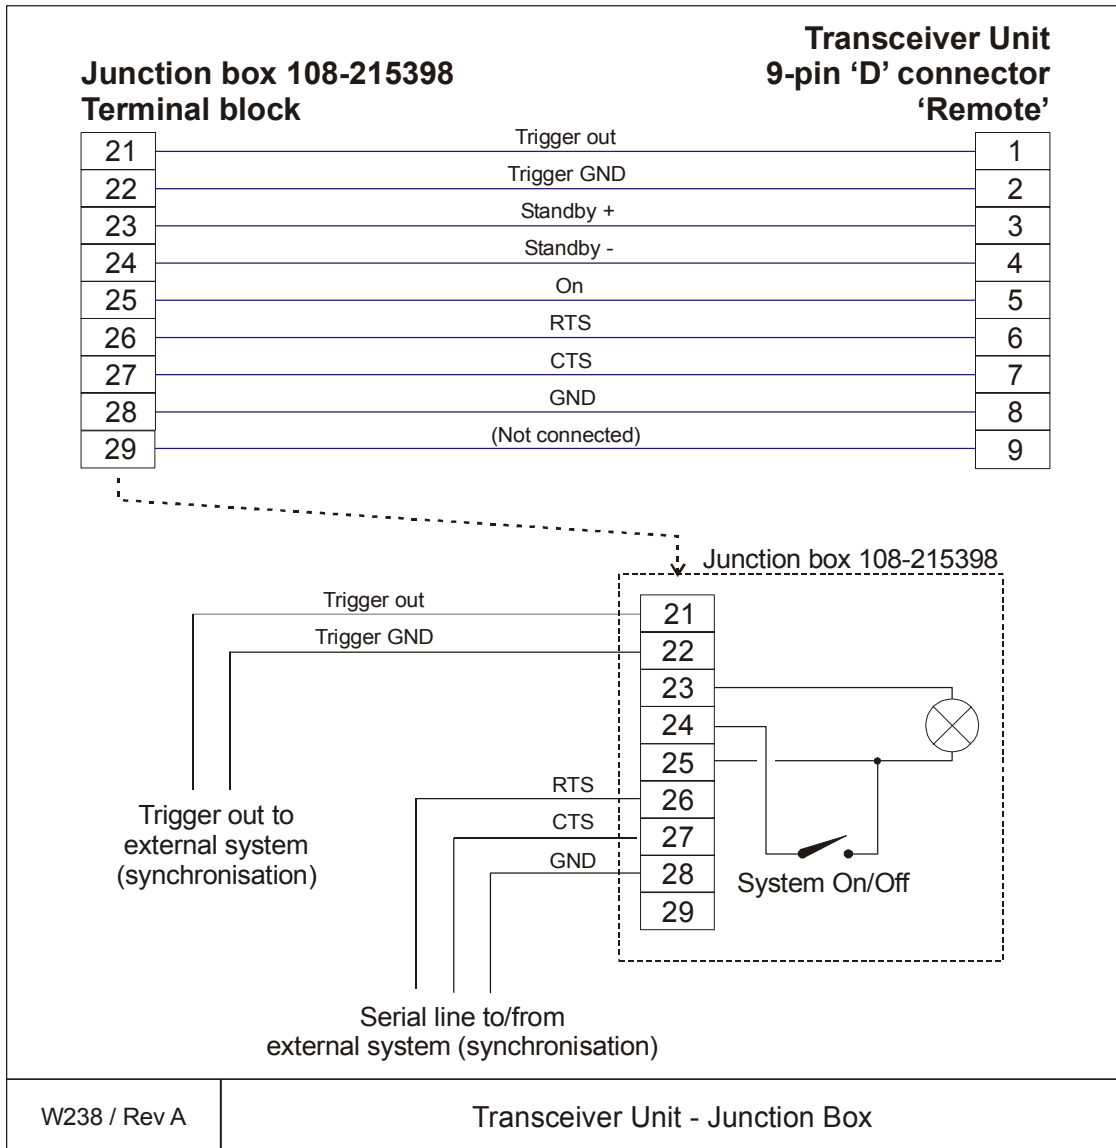 Junction box 108-215398
Terminal block
Transceiver Unit
9-pin ‘D’ connector
‘Remote’
21 Trigger out 1
22 Trigger GND 2
23 Standby + 3
24 Standby - 4
25 On 5
26 RTS 6
27 CTS 7
28 GND 8
29 (Not connected) 9
Junction box 108-215398
Trigger out 21
Trigger GND 22
23
24
25
RTS 26
CTS 27
GND 28
29
System On/Off
Trigger out to
external system
(synchronisation)
Serial line to/from
external system (synchronisation)
W238 / Rev A
Transceiver Unit - Junction Box